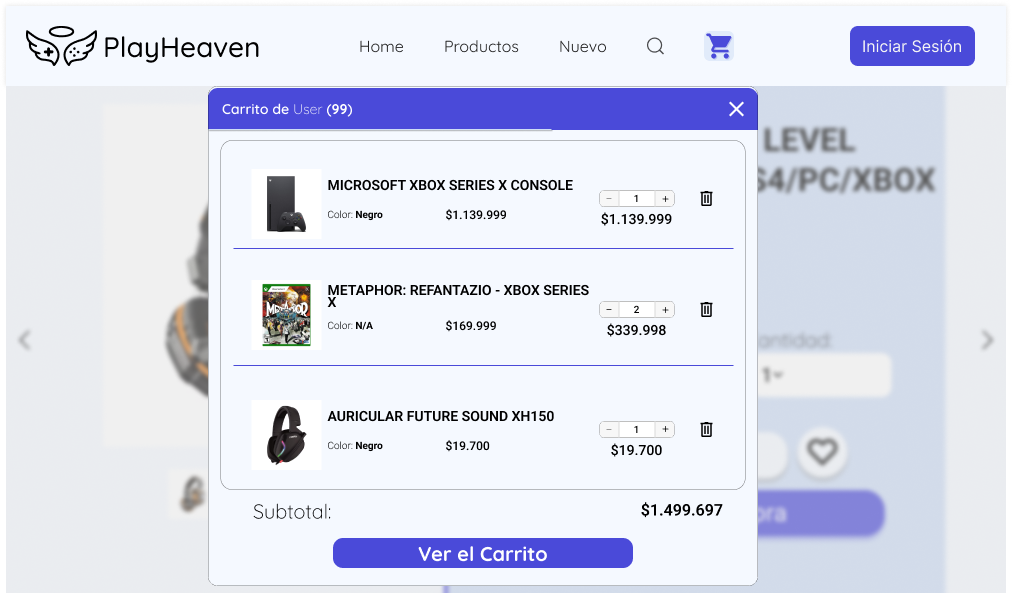 PlayHeaven
Home
Productos
Nuevo
Iniciar Sesión
Carrito de User (99)
LEVEL
S4/PC/XBOX
MICROSOFT XBOX SERIES X CONSOLE
Color: Negro
$1.139.999
− 1 +
$1.139.999
METAPHOR: REFANTAZIO - XBOX SERIES
X
Color: N/A
$169.999
− 2 +
$339.998
METAPHOR
antidad:
1
AURICULAR FUTURE SOUND XH150
Color: Negro
$19.700
− 1 +
$19.700
Subtotal:
$1.499.697
ora
Ver el Carrito